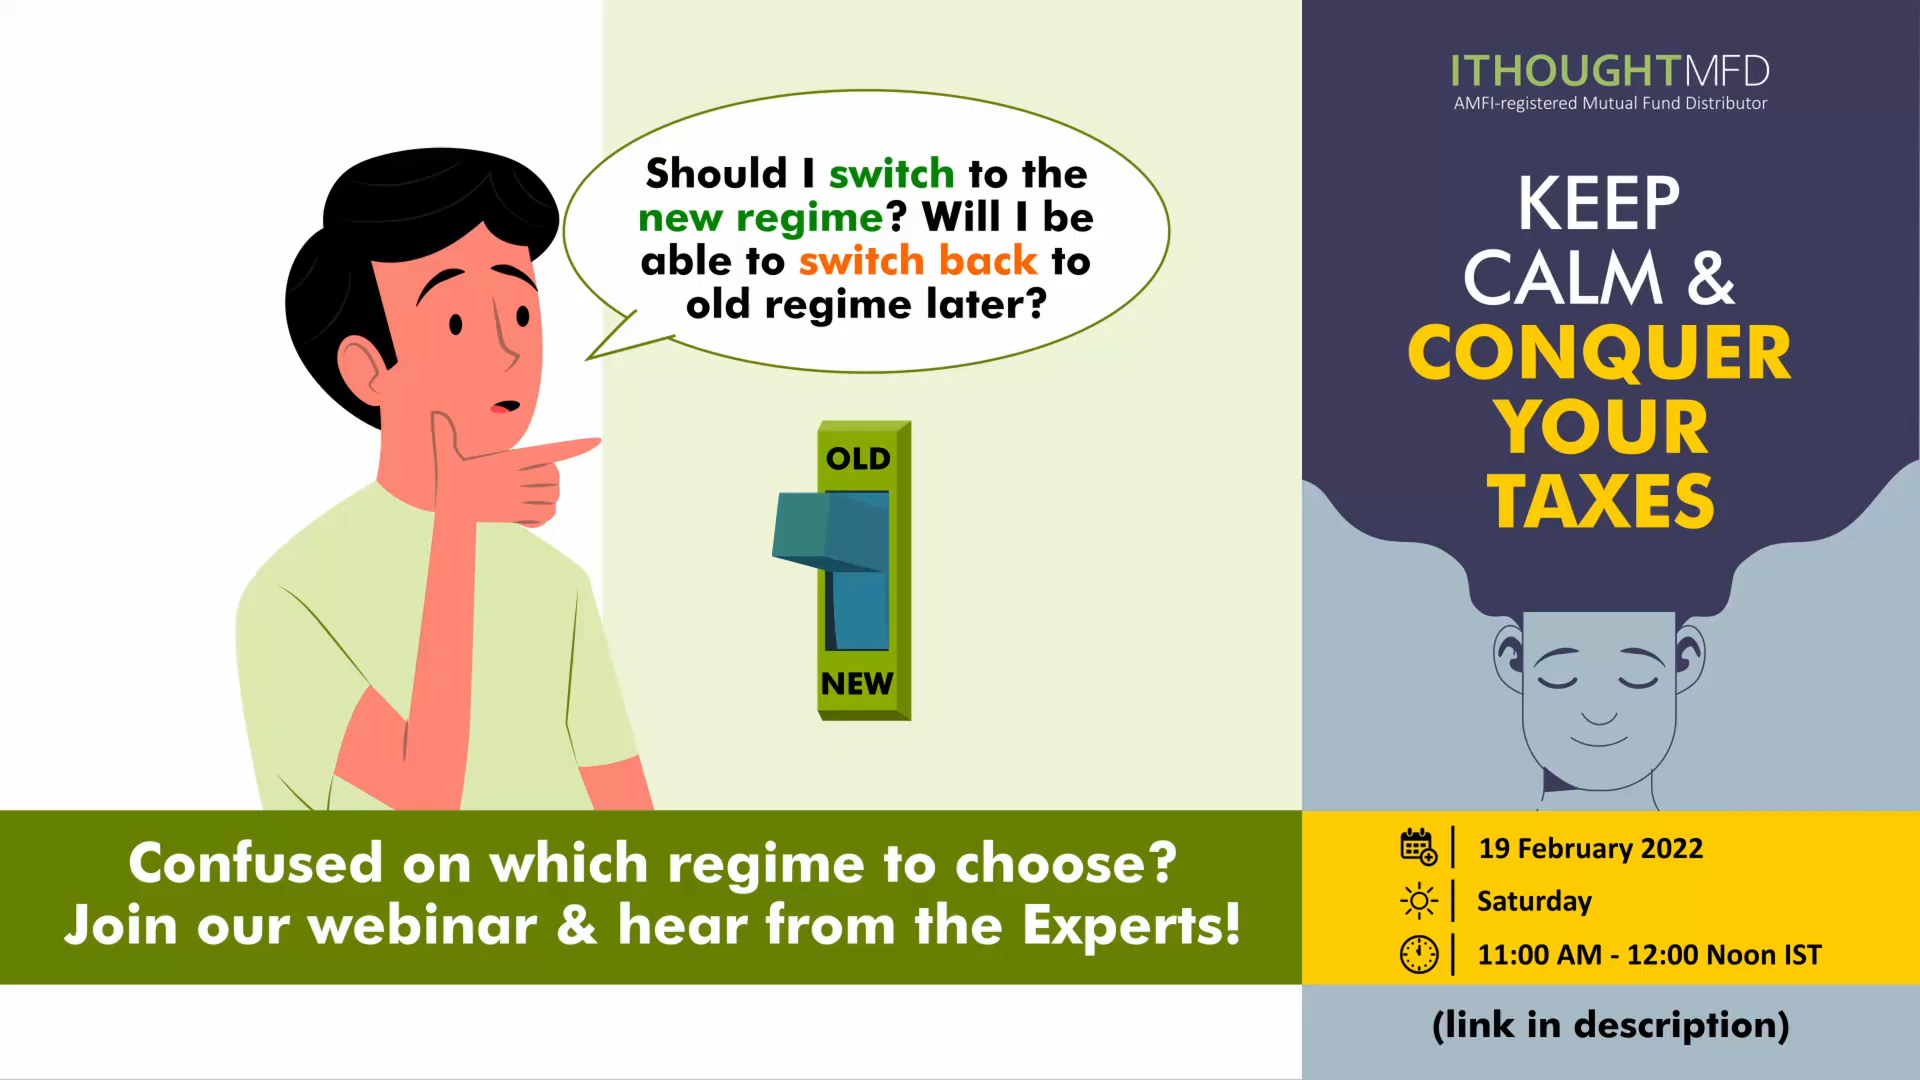 Should I switch to the
new regime? Will I be
able to switch back to
old regime later?
OLD
NEW
Confused on which regime to choose?
Join our webinar & hear from the Experts!
ITHOUGHTMFD
AMFI-registered Mutual Fund Distributor
KEEP
CALM &
CONQUER
YOUR
TAXES
19 February 2022
Saturday
11:00 AM - 12:00 Noon IST
(link in description)